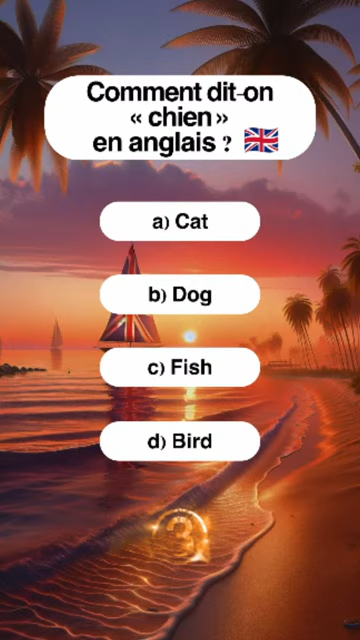 Comment dit-on
« chien »
en anglais ?
a) Cat
b) Dog
c) Fish
d) Bird
3